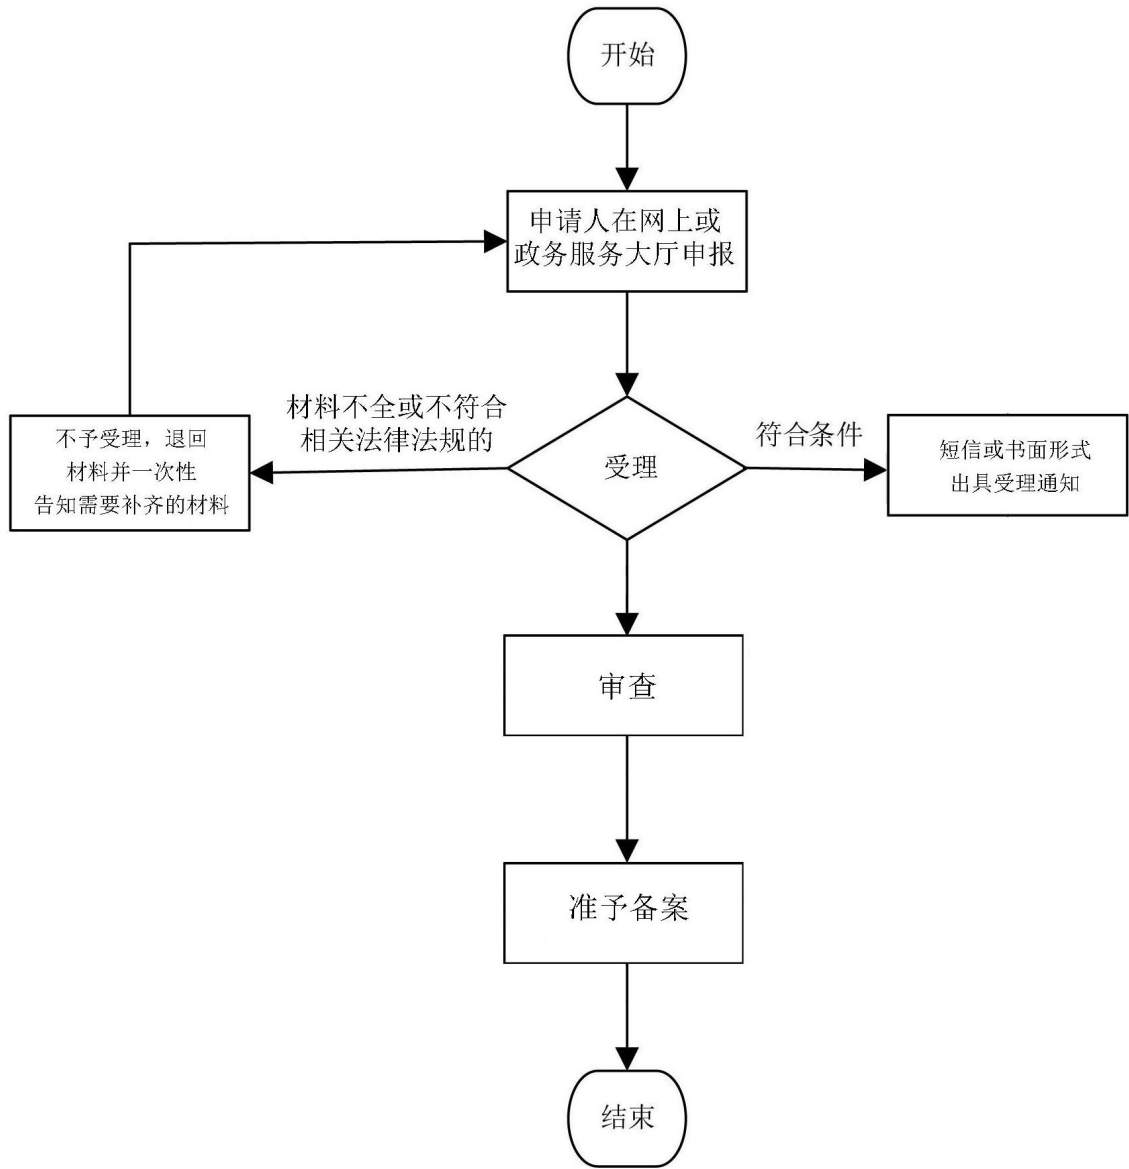 开始
申请人在网上或
政务服务大厅申报
材料不全或不符合
相关法律法规的
符合条件
不予受理，退回
材料并一次性
告知需要补齐的材料
受理
短信或书面形式
出具受理通知
审查
准予备案
结束